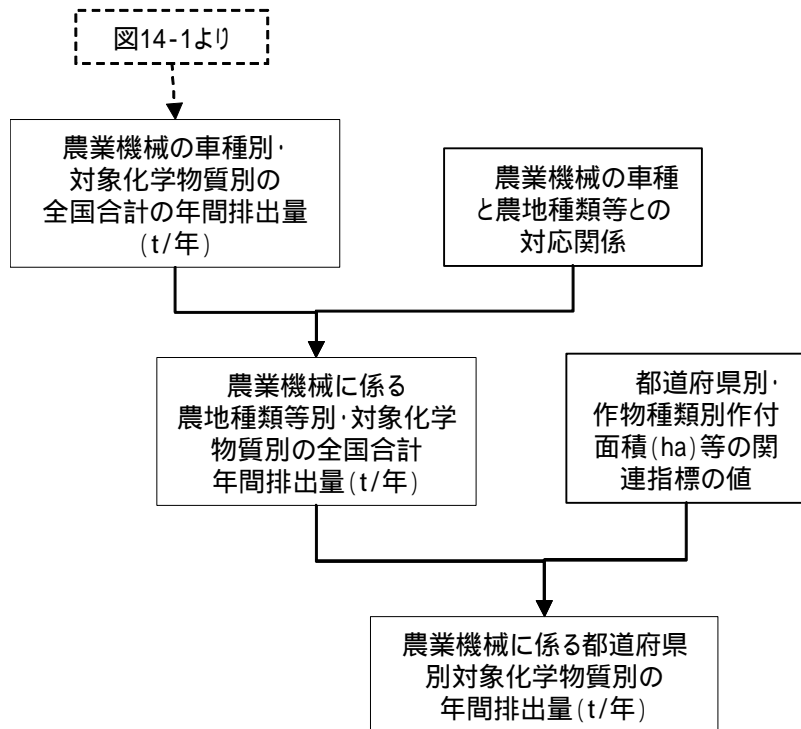 図14-1より
農業機械の車種別・
対象化学物質別の
全国合計の年間排出量
(t/年)
農業機械の車種
と農地種類等との
対応関係
農業機械に係る
農地種類等別・対象化学
物質別の全国合計
年間排出量(t/年)
都道府県別・
作物種類別作付
面積(ha)等の関
連指標の値
農業機械に係る都道府県
別対象化学物質別の
年間排出量(t/年)